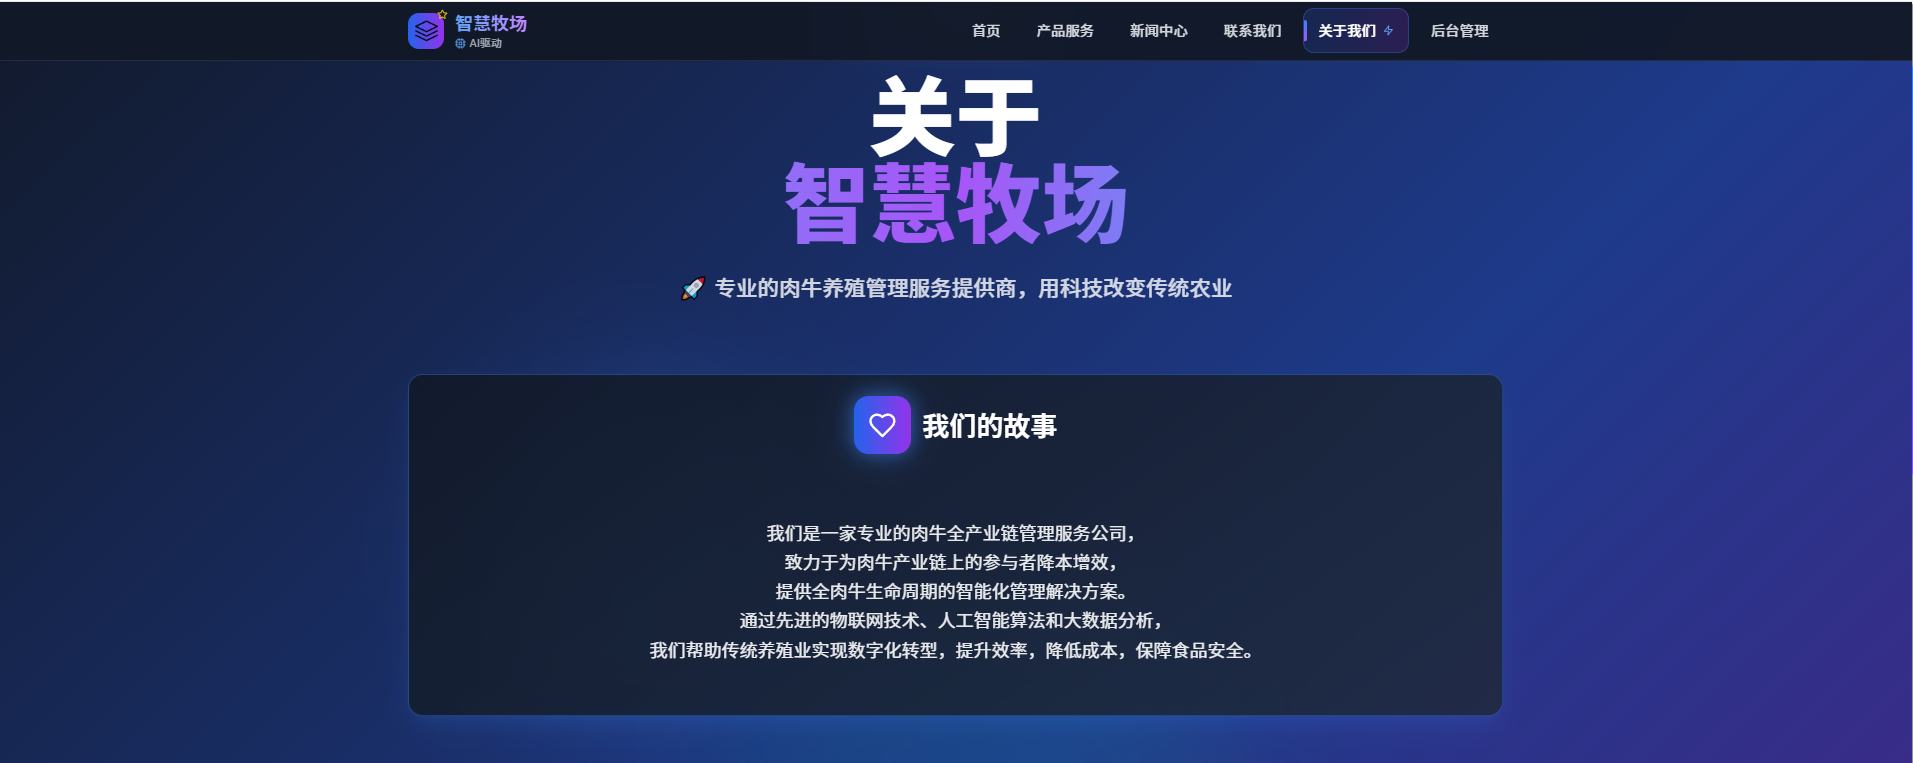 智慧牧场
AI驱动
首页
产品服务
新闻中心
联系我们
关于我们
后台管理
关于
智慧牧场
🚀 专业的肉牛养殖管理服务提供商，用科技改变传统农业
我们的故事
我们是一家专业的肉牛全产业链管理服务公司，
致力于为肉牛产业链上的参与者降本增效，
提供全肉牛生命周期的智能化管理解决方案。
通过先进的物联网技术、人工智能算法和大数据分析，
我们帮助传统养殖业实现数字化转型，提升效率，降低成本，保障食品安全。